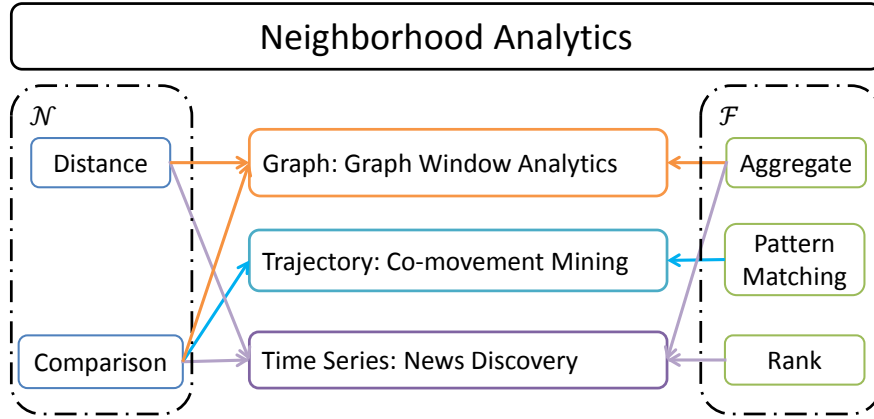 Neighborhood Analytics
𝒩
ℱ
Distance
Graph: Graph Window Analytics
Aggregate
Trajectory: Co-movement Mining
Pattern
Matching
Comparison
Time Series: News Discovery
Rank